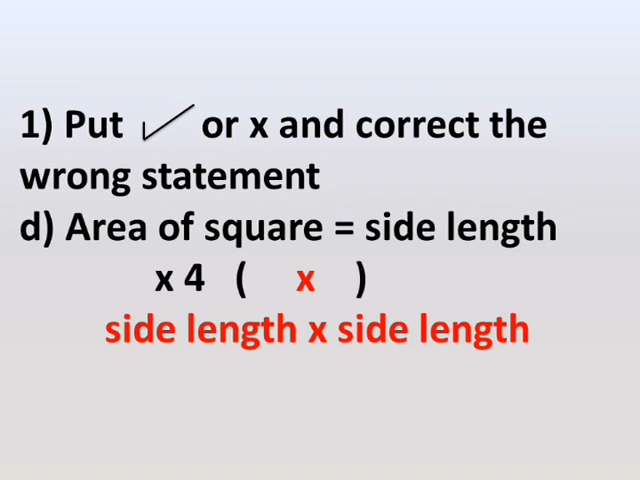 1) Put ✓ or x and correct the
wrong statement
d) Area of square = side length
x 4 ( x )
side length x side length